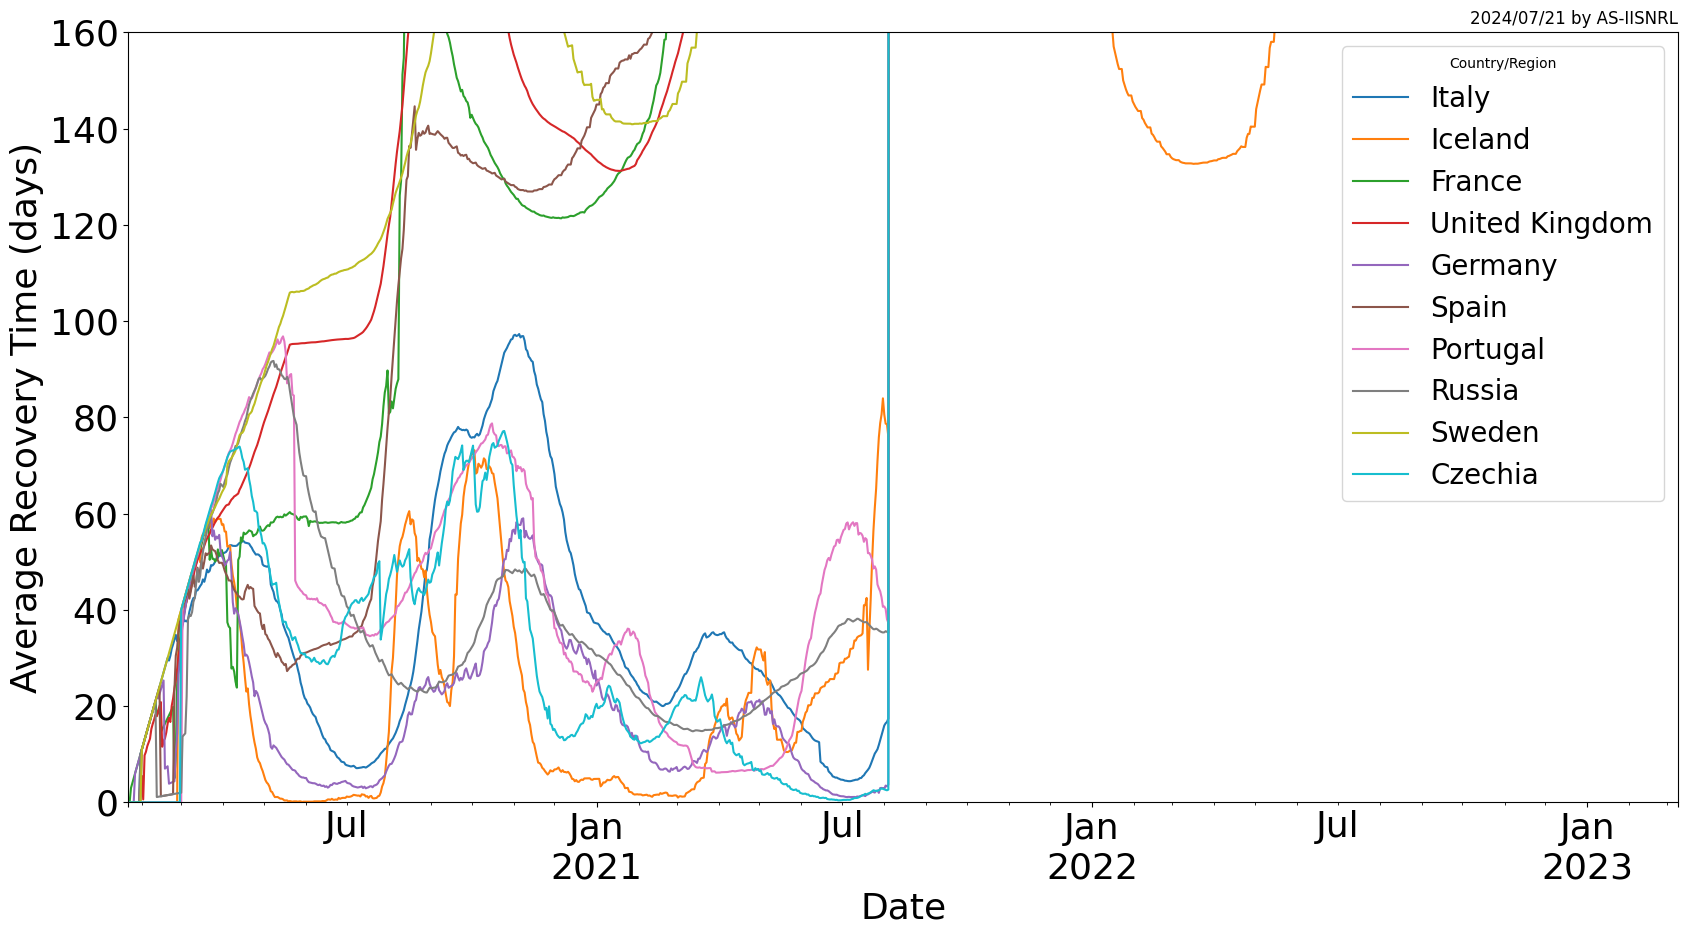 2024/07/21 by AS-IISNRL
160
140
120
100
80
60
40
20
0
Average Recovery Time (days)
Country/Region
Italy
Iceland
France
United Kingdom
Germany
Spain
Portugal
Russia
Sweden
Czechia
Jul
Jan
2021
Jul
Jan
2022
Jul
Jan
2023
Date